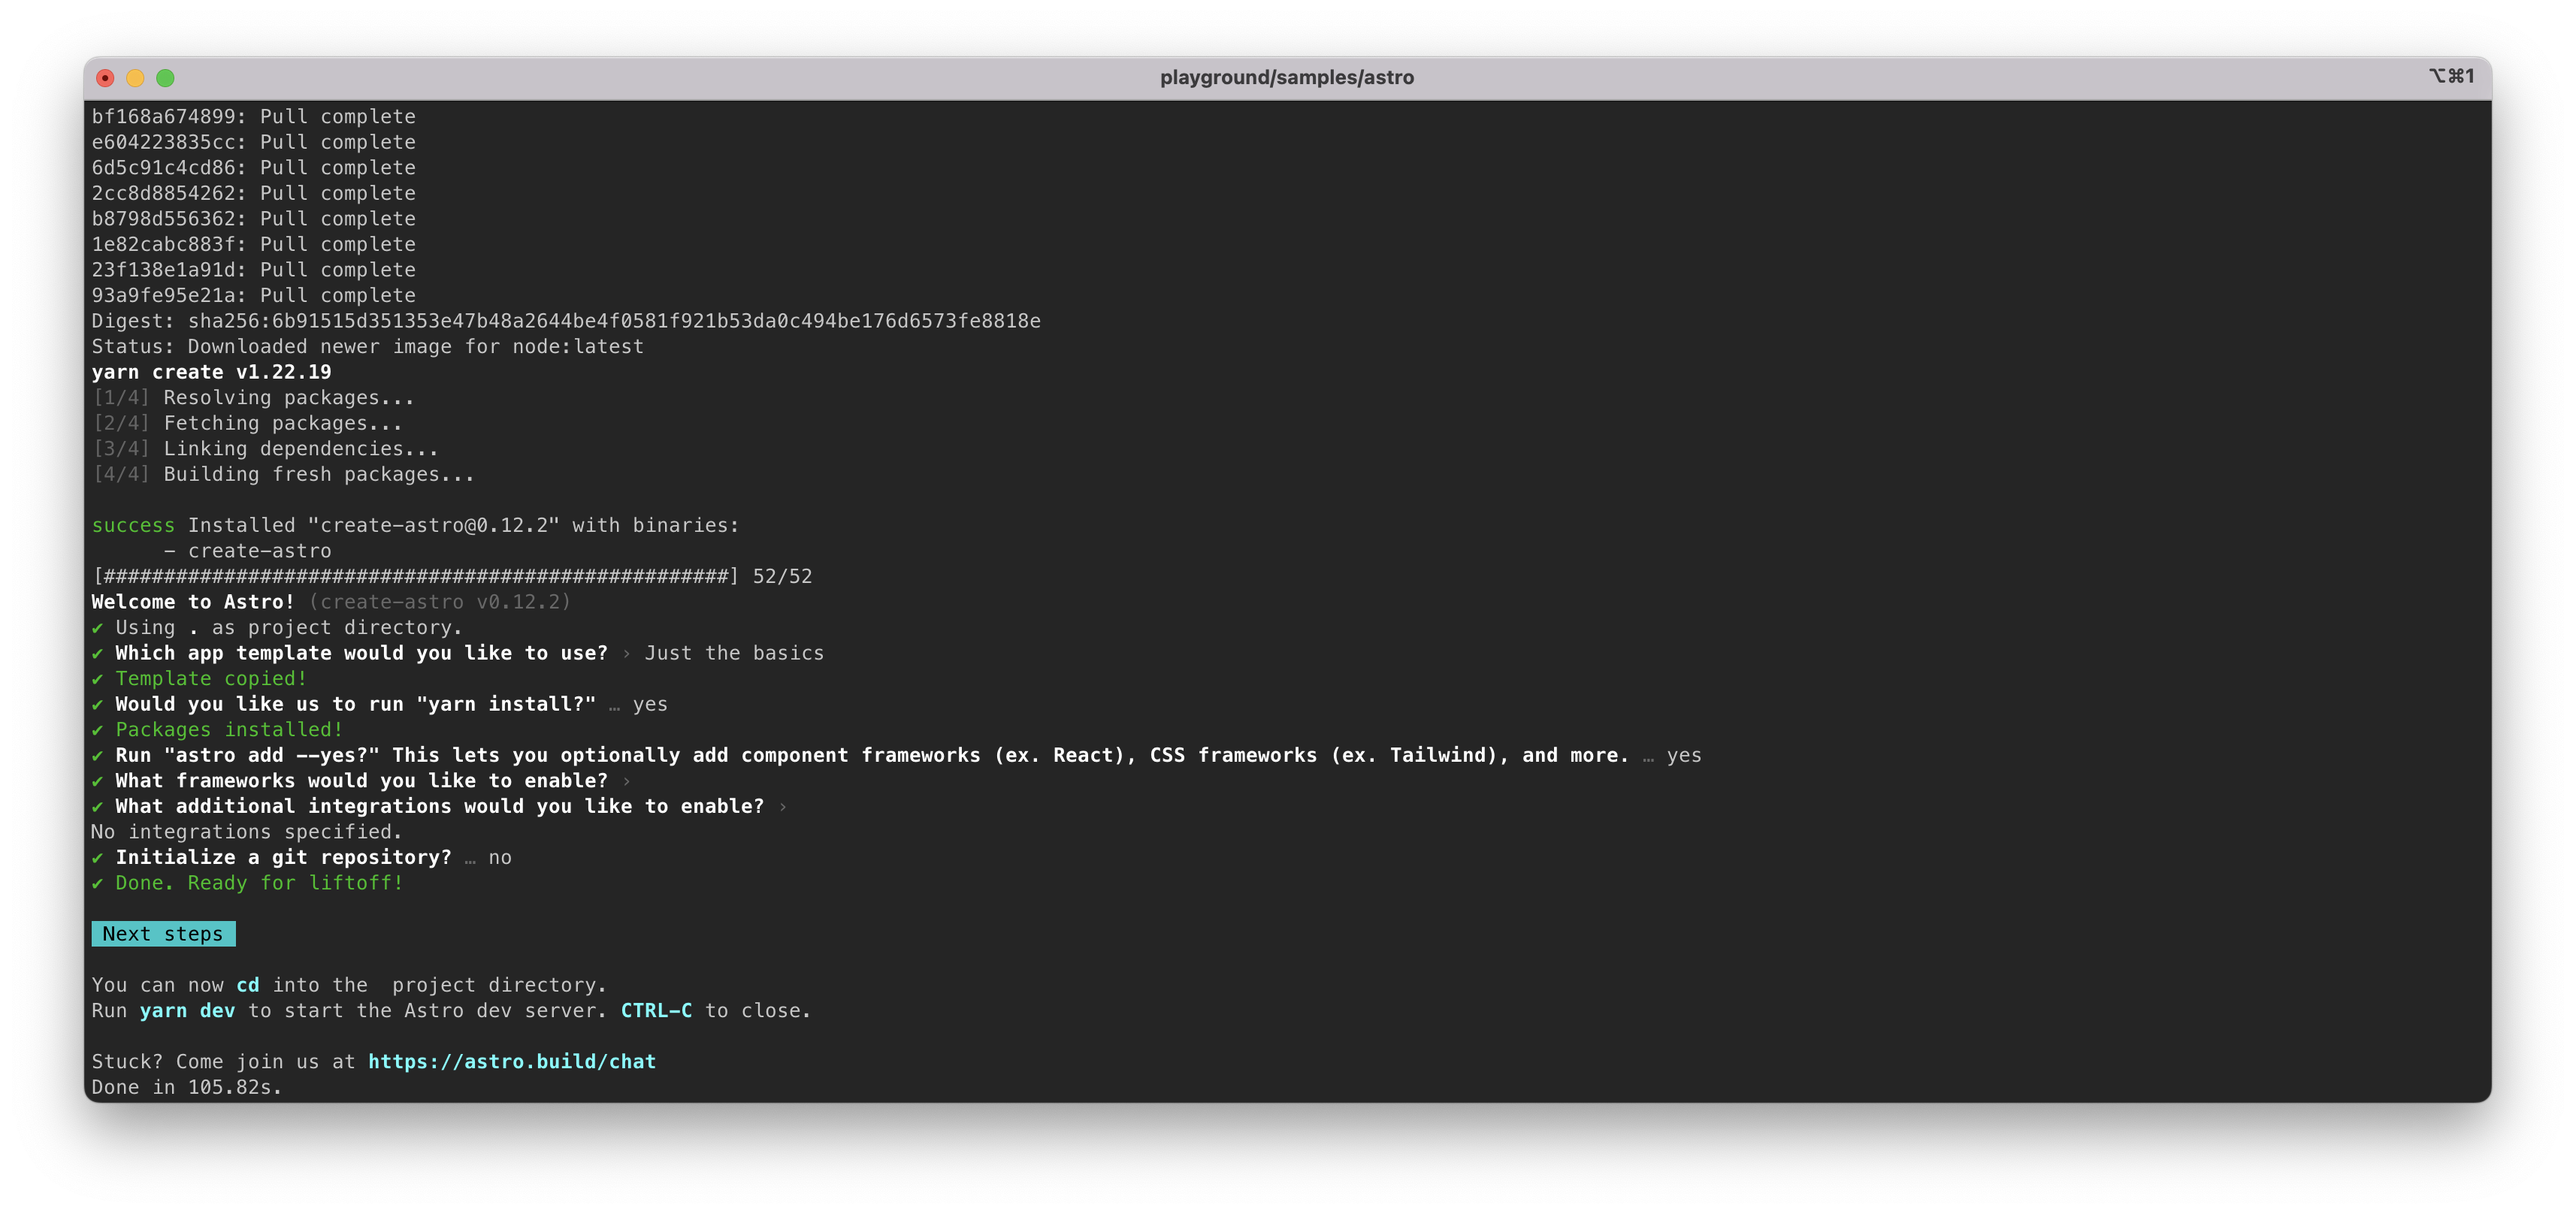 playground/samples/astro
⌥⌘1
bf168a674899: Pull complete
e604223835cc: Pull complete
6d5c91c4cd86: Pull complete
2cc8d8854262: Pull complete
b8798d556362: Pull complete
1e82cabc883f: Pull complete
23f138e1a91d: Pull complete
93a9fe95e21a: Pull complete
Digest: sha256:6b91515d351353e47b48a2644be4f0581f921b53da0c494be176d6573fe8818e
Status: Downloaded newer image for node:latest
yarn create v1.22.19
[1/4] Resolving packages...
[2/4] Fetching packages...
[3/4] Linking dependencies...
[4/4] Building fresh packages...
success Installed "create-astro@0.12.2" with binaries:
- create-astro
[####################################################] 52/52
Welcome to Astro! (create-astro v0.12.2)
✔ Using . as project directory.
✔ Which app template would you like to use? › Just the basics
✔ Template copied!
✔ Would you like us to run "yarn install?" … yes
✔ Packages installed!
✔ Run "astro add --yes?" This lets you optionally add component frameworks (ex. React), CSS frameworks (ex. Tailwind), and more. … yes
✔ What frameworks would you like to enable? ›
✔ What additional integrations would you like to enable? ›
No integrations specified.
✔ Initialize a git repository? … no
✔ Done. Ready for liftoff!
Next steps
You can now cd into the  project directory.
Run yarn dev to start the Astro dev server. CTRL-C to close.
Stuck? Come join us at https://astro.build/chat
Done in 105.82s.